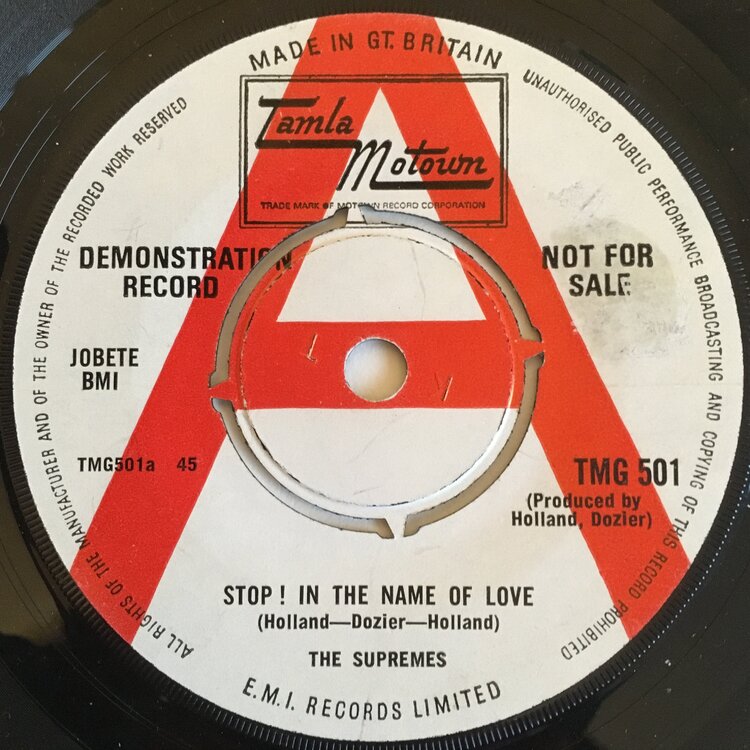 MADE IN GT. BRITAIN
Tamla
Motown
TRADE MARK OF MOTOWN RECORD CORPORATION
DEMONSTRATION
RECORD
NOT FOR
SALE
JOBETE
BMI
TMG501a 45
TMG 501
(Produced by
Holland, Dozier)
STOP! IN THE NAME OF LOVE
(Holland—Dozier—Holland)
THE SUPREMES
E.M.I. RECORDS LIMITED
ALL RIGHTS OF THE MANUFACTURER AND OF THE OWNER OF THE RECORDED WORK RESERVED
UNAUTHORISED PUBLIC PERFORMANCE BROADCASTING AND COPYING OF THIS RECORD PROHIBITED
A